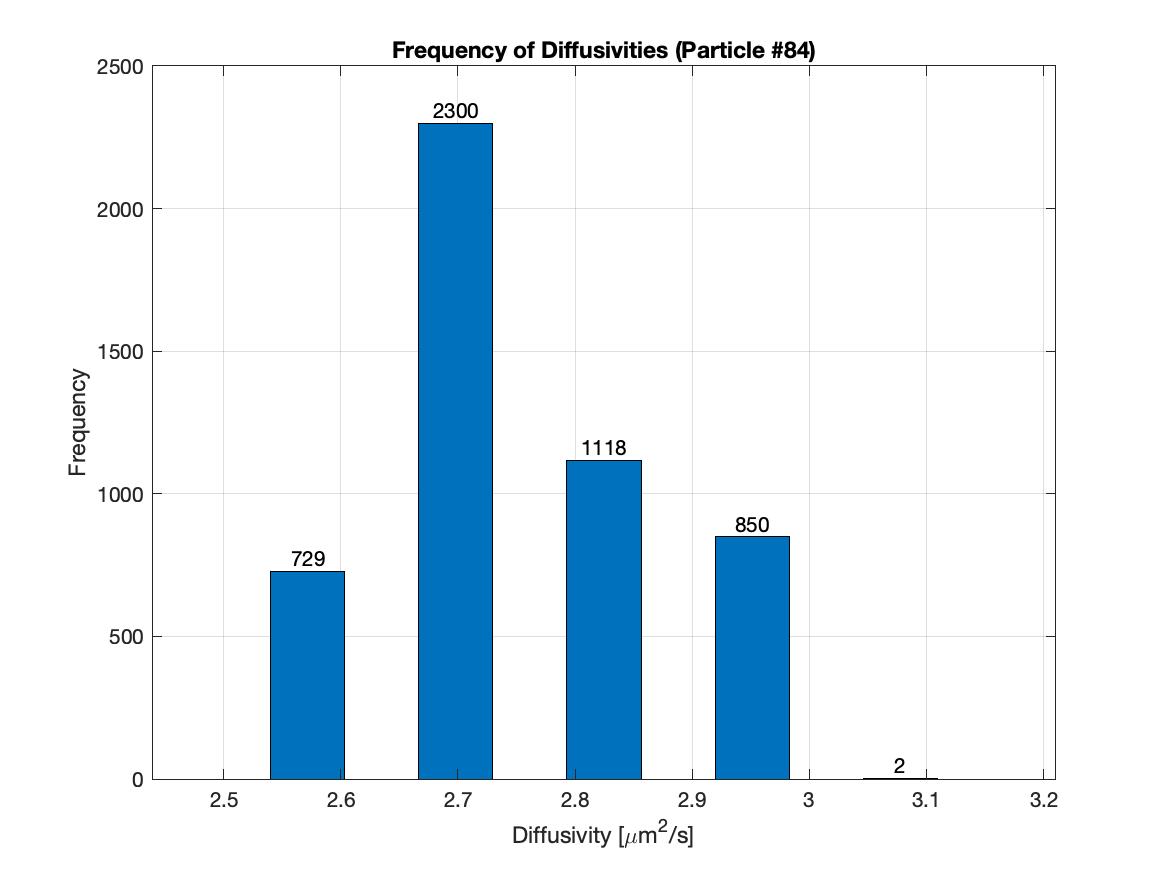 Frequency of Diffusivities (Particle #84)
2500
2000
1500
1000
500
0
Frequency
729
2300
1118
850
2
2.5 2.6 2.7 2.8 2.9 3 3.1 3.2
Diffusivity [μm²/s]